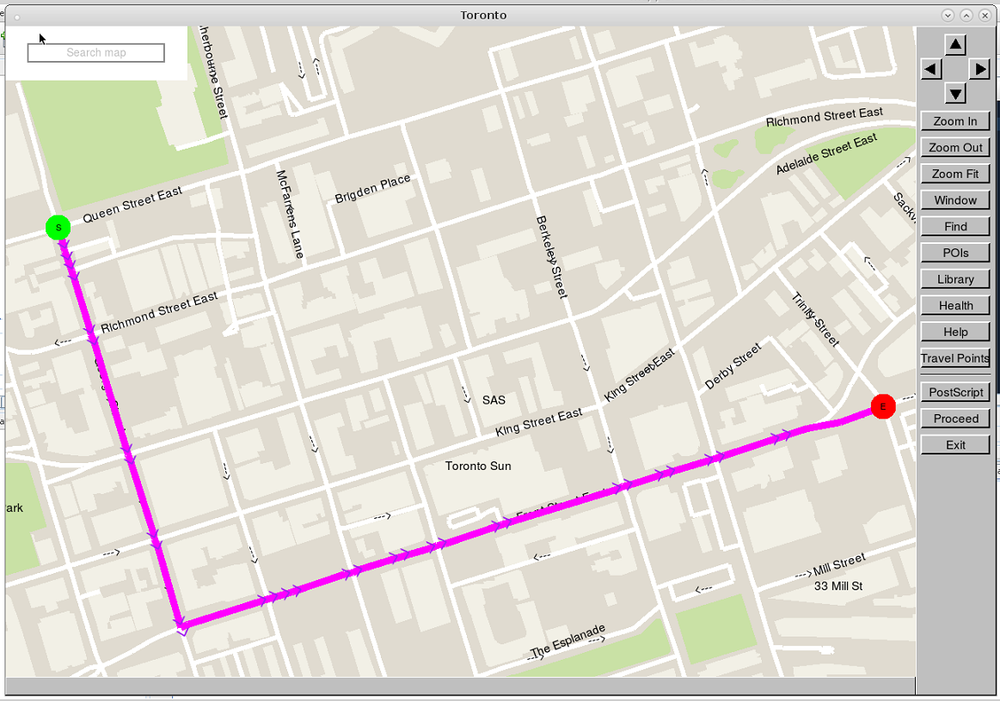 Toronto
Search map
herbourne Street
Richmond Street East
Adelaide Street East
Zoom In
Zoom Out
Zoom Fit
Window
Find
POIs
Library
Health
Help
Travel Points
PostScript
Proceed
Exit
McFarrens Lane
Brigden Place
Queen Street East
S
Berkeley Street
Sackv
Richmond Street East
Trinity Street
Derby Street
King Street East
SAS
King Street East
E
Toronto Sun
Front Street E
ark
Mill Street
33 Mill St
The Esplanade